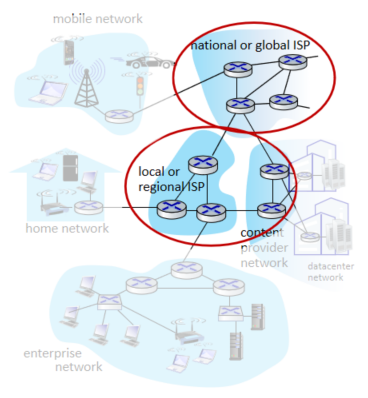 mobile network
national or global ISP
local or
regional ISP
home network
content
provider
network
datacenter
network
enterprise
network